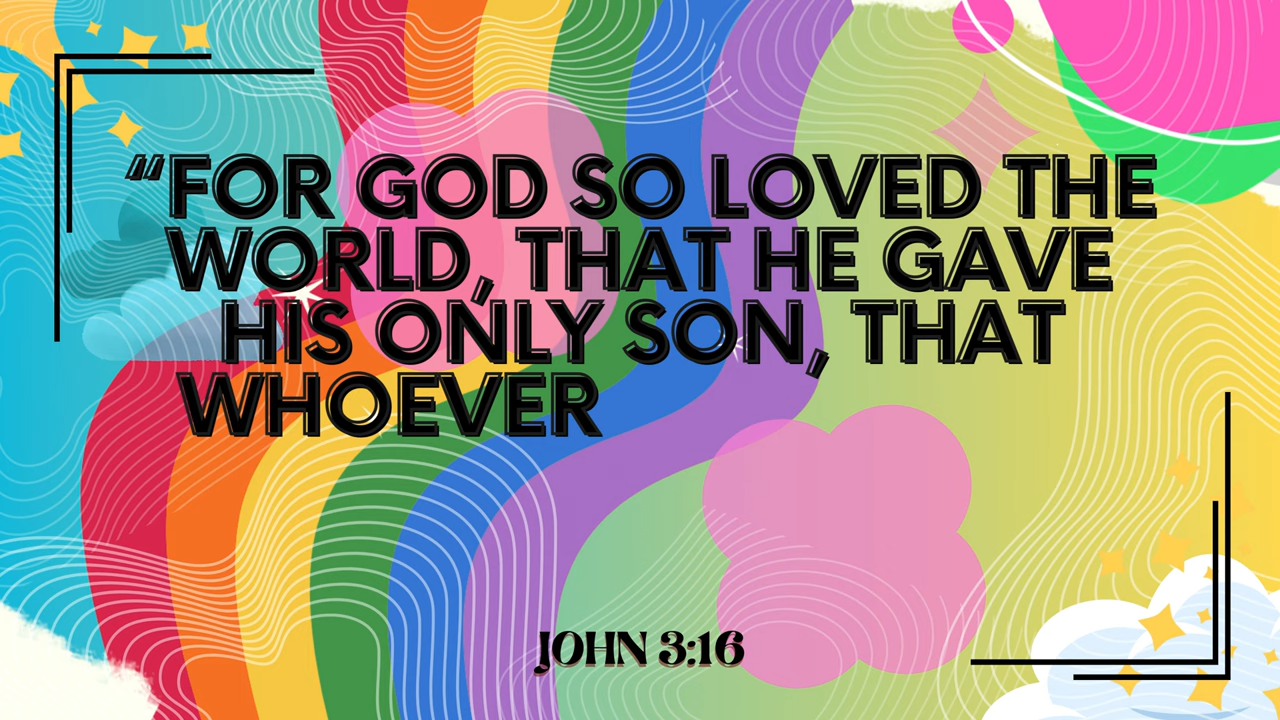 “FOR GOD SO LOVED THE
WORLD, THAT HE GAVE
HIS ONLY SON, THAT
WHOEVER
JOHN 3:16